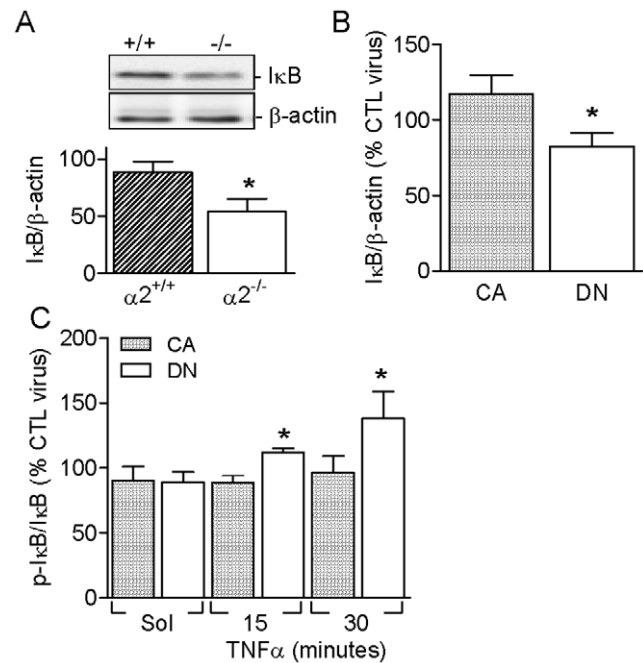 A
+/+ -/-
IκB
β-actin
IκB/β-actin
100
50
0
*
α2+/+ α2-/-
B
IκB/β-actin (% CTL virus)
150
100
50
0
*
CA DN
C
p-IκB/IκB (% CTL virus)
200
150
100
50
0
CA
DN
*
*
Sol 15 30
TNFα (minutes)